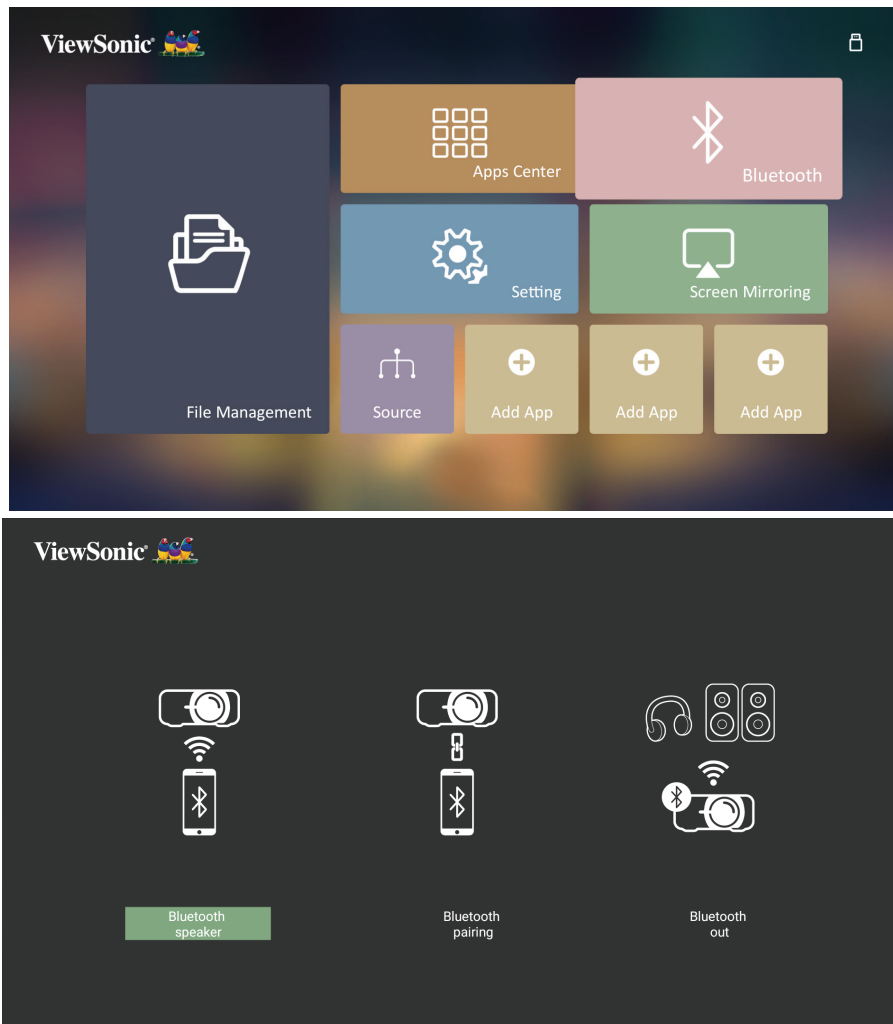 ViewSonic®
Apps Center
Bluetooth
Setting
Screen Mirroring
File Management
Source
Add App
Add App
Add App
ViewSonic®
Bluetooth
speaker
Bluetooth
pairing
Bluetooth
out